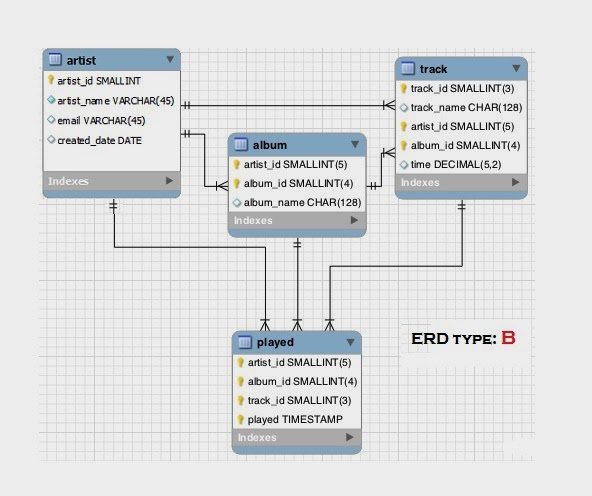 artist
artist_id SMALLINT
artist_name VARCHAR(45)
email VARCHAR(45)
created_date DATE
Indexes
album
artist_id SMALLINT(5)
album_id SMALLINT(4)
album_name CHAR(128)
Indexes
track
track_id SMALLINT(3)
track_name CHAR(128)
artist_id SMALLINT(5)
album_id SMALLINT(4)
time DECIMAL(5,2)
Indexes
played
artist_id SMALLINT(5)
album_id SMALLINT(4)
track_id SMALLINT(3)
played TIMESTAMP
Indexes
ERD TYPE: B